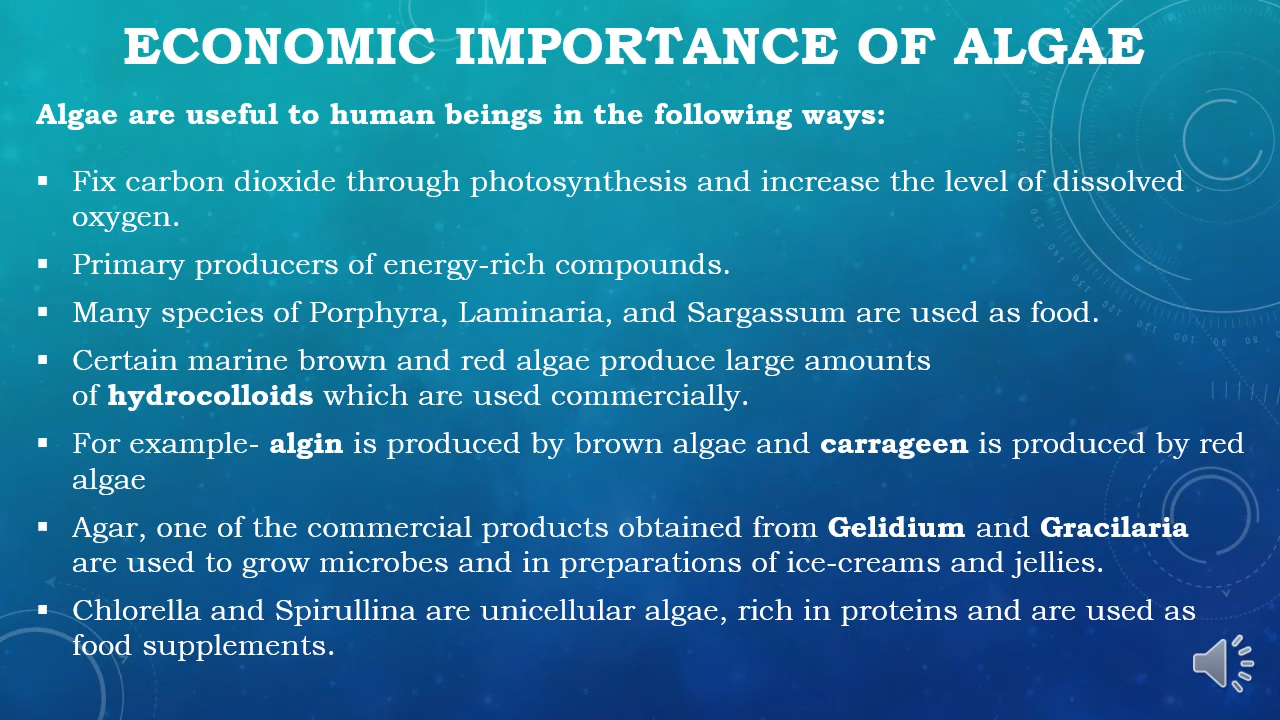 ECONOMIC IMPORTANCE OF ALGAE
Algae are useful to human beings in the following ways:
▪ Fix carbon dioxide through photosynthesis and increase the level of dissolved
oxygen.
▪ Primary producers of energy-rich compounds.
▪ Many species of Porphyra, Laminaria, and Sargassum are used as food.
▪ Certain marine brown and red algae produce large amounts
of hydrocolloids which are used commercially.
▪ For example- algin is produced by brown algae and carrageen is produced by red
algae
▪ Agar, one of the commercial products obtained from Gelidium and Gracilaria
are used to grow microbes and in preparations of ice-creams and jellies.
▪ Chlorella and Spirullina are unicellular algae, rich in proteins and are used as
food supplements.